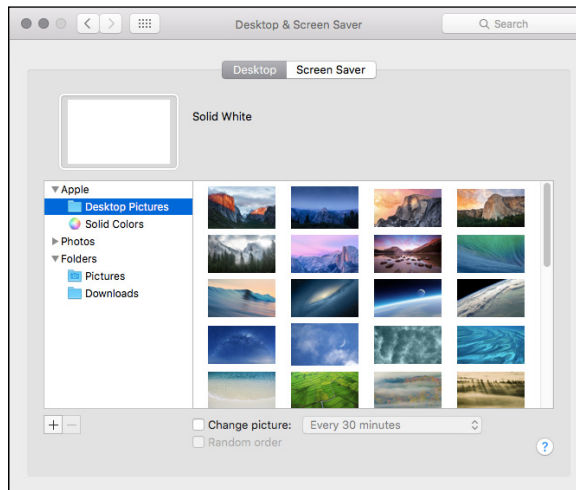 Desktop & Screen Saver
Search
Desktop Screen Saver
Solid White
Apple
Desktop Pictures
Solid Colors
Photos
Folders
Pictures
Downloads
+ −
Change picture: Every 30 minutes
Random order
?